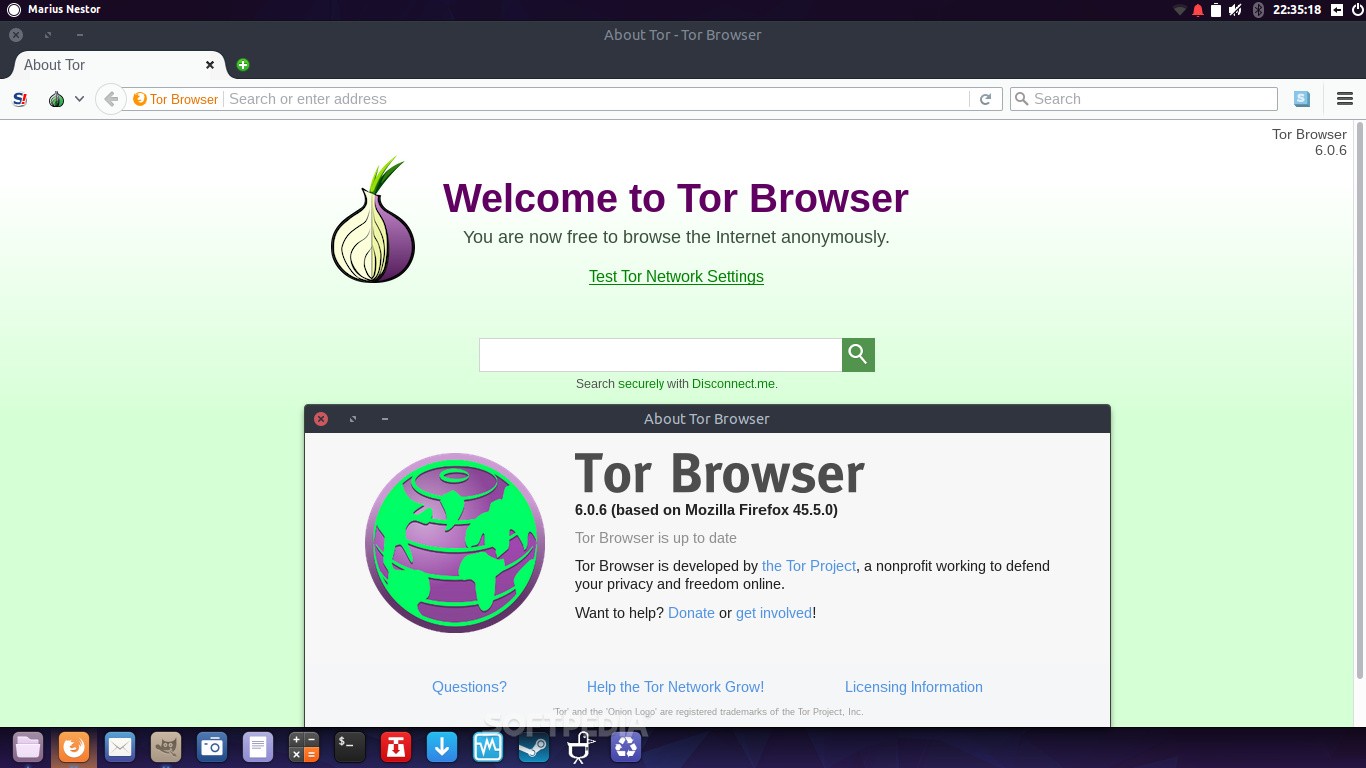 Marius Nestor
22:35:18
About Tor - Tor Browser
About Tor
S!
Tor Browser
Search or enter address
Search
S
Tor Browser
6.0.6
Welcome to Tor Browser
You are now free to browse the Internet anonymously.
Test Tor Network Settings
Search securely with Disconnect.me.
About Tor Browser
Tor Browser
6.0.6 (based on Mozilla Firefox 45.5.0)
Tor Browser is up to date
Tor Browser is developed by the Tor Project, a nonprofit working to defend
your privacy and freedom online.
Want to help? Donate or get involved!
Questions?
Help the Tor Network Grow!
Licensing Information
'Tor' and the 'Onion Logo' are registered trademarks of the Tor Project, Inc.
SOFTPEDIA